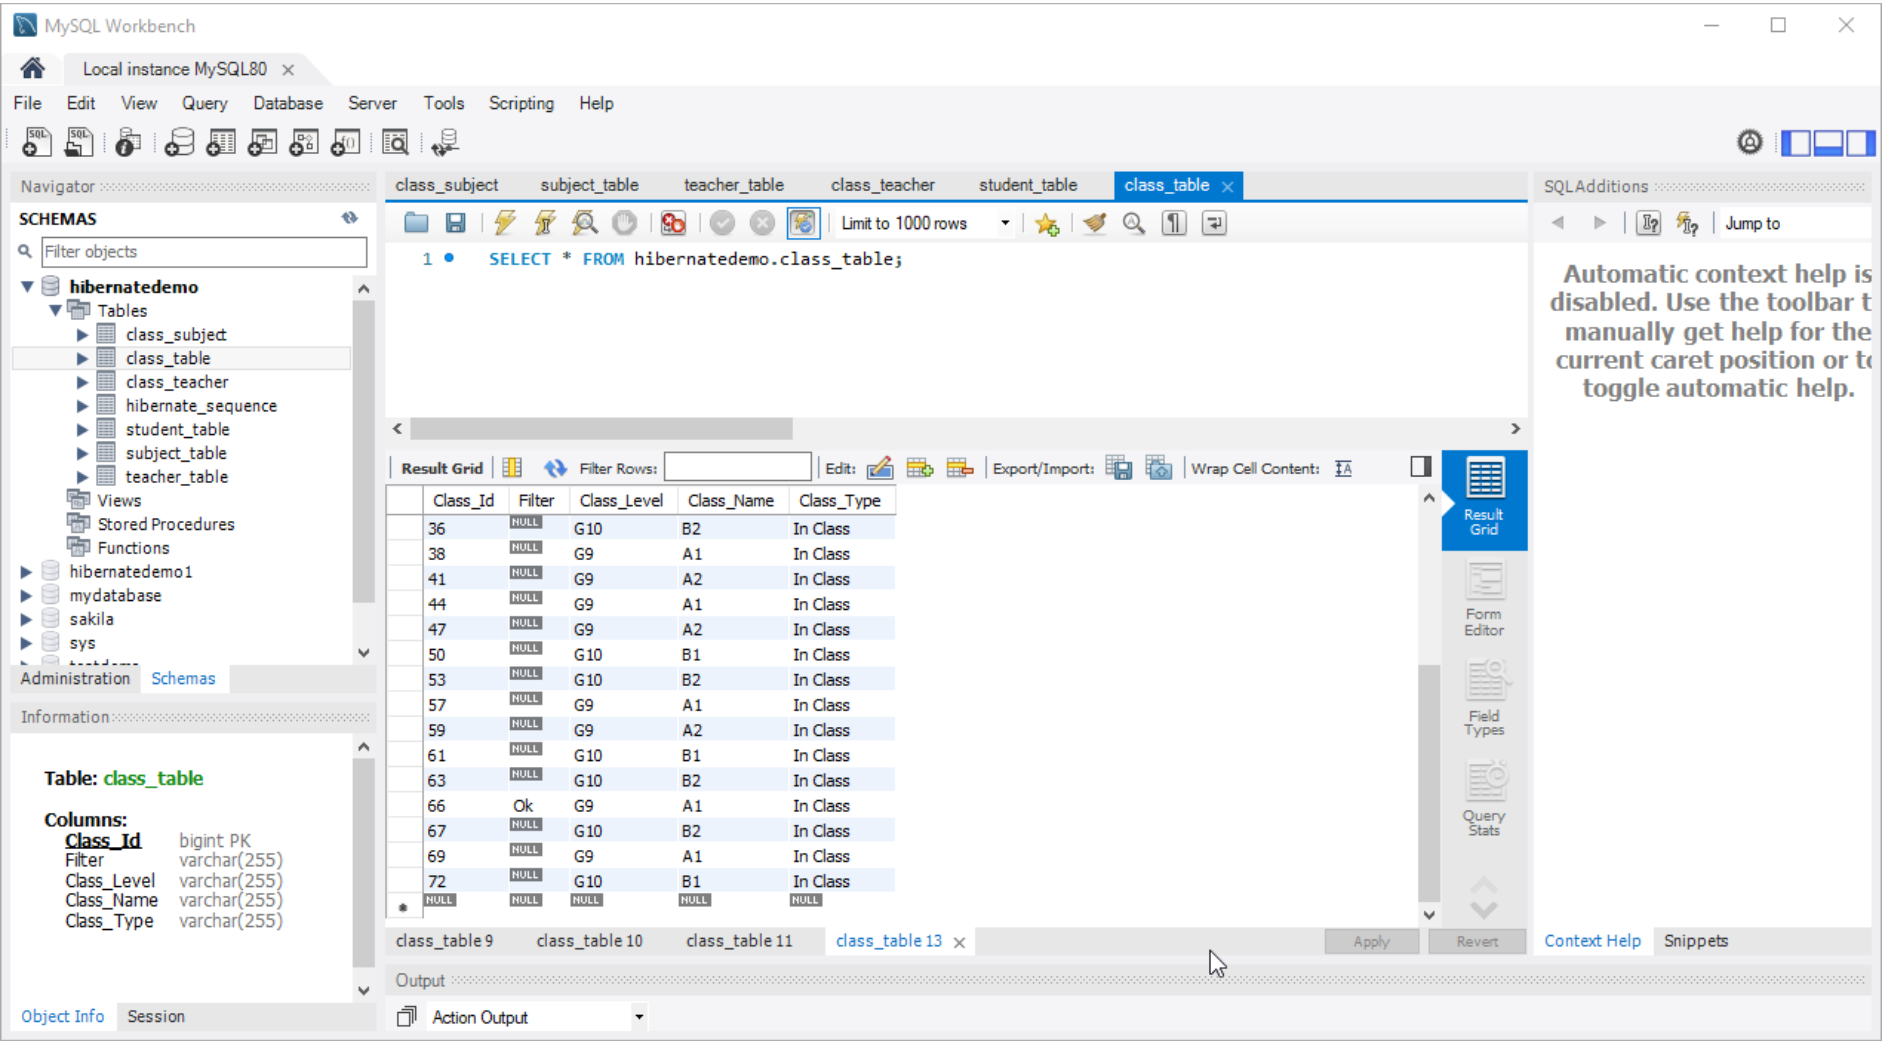 MySQL Workbench
Local instance MySQL80
File Edit View Query Database Server Tools Scripting Help
Navigator
SCHEMAS
Filter objects
hibernatedemo
Tables
class_subject
class_table
class_teacher
hibernate_sequence
student_table
subject_table
teacher_table
Views
Stored Procedures
Functions
hibernatedemo1
mydatabase
sakila
sys
Administration Schemas
Information
Table: class_table
Columns:
Class_Id bigint PK
Filter varchar(255)
Class_Level varchar(255)
Class_Name varchar(255)
Class_Type varchar(255)
Object Info Session
class_subject subject_table teacher_table class_teacher student_table class_table
Limit to 1000 rows
1 SELECT * FROM hibernatedemo.class_table;
Result Grid Filter Rows: Edit: Export/Import: Wrap Cell Content:
Class_Id Filter Class_Level Class_Name Class_Type
36 NULL G10 B2 In Class
38 NULL G9 A1 In Class
41 NULL G9 A2 In Class
44 NULL G9 A1 In Class
47 NULL G9 A2 In Class
50 NULL G10 B1 In Class
53 NULL G10 B2 In Class
57 NULL G9 A1 In Class
59 NULL G9 A2 In Class
61 NULL G10 B1 In Class
63 NULL G10 B2 In Class
66 Ok G9 A1 In Class
67 NULL G10 B2 In Class
69 NULL G9 A1 In Class
72 NULL G10 B1 In Class
NULL NULL NULL NULL NULL
Result
Grid
Form
Editor
Field
Types
Query
Stats
class_table 9 class_table 10 class_table 11 class_table 13
Apply Revert
Output
Action Output
SQLAdditions
Jump to
Automatic context help is
disabled. Use the toolbar t
manually get help for the
current caret position or to
toggle automatic help.
Context Help Snippets